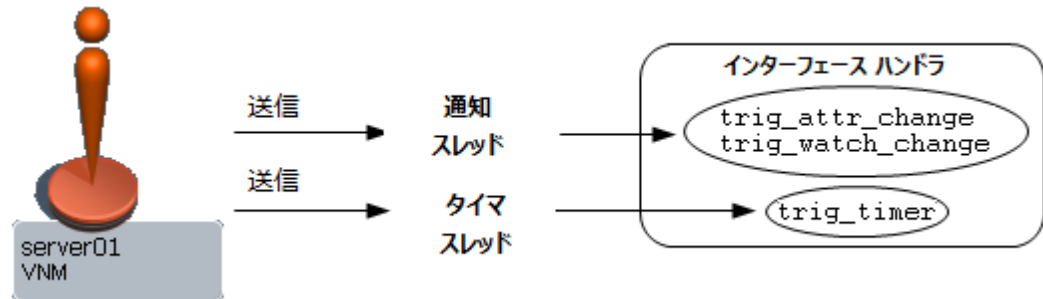 インターフェース ハンドラ
送信
通知
スレッド
trig_attr_change
trig_watch_change
送信
タイマ
スレッド
trig_timer
server01
VNM